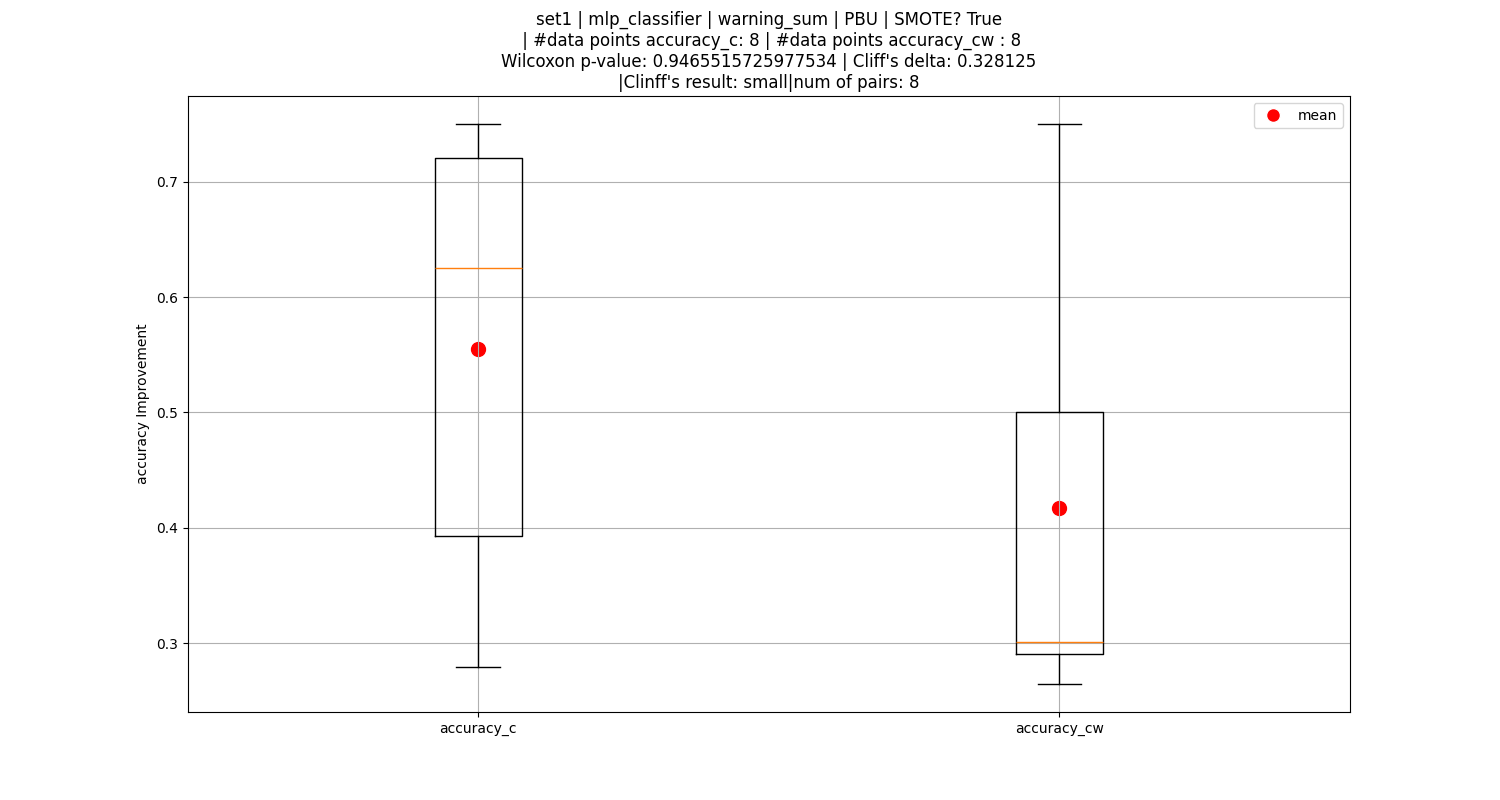 set1 | mlp_classifier | warning_sum | PBU | SMOTE? True
| #data points accuracy_c: 8 | #data points accuracy_cw : 8
Wilcoxon p-value: 0.9465515725977534 | Cliff's delta: 0.328125
|Clinff's result: small|num of pairs: 8
mean
0.7
0.6
0.5
0.4
0.3
accuracy Improvement
accuracy_c
accuracy_cw